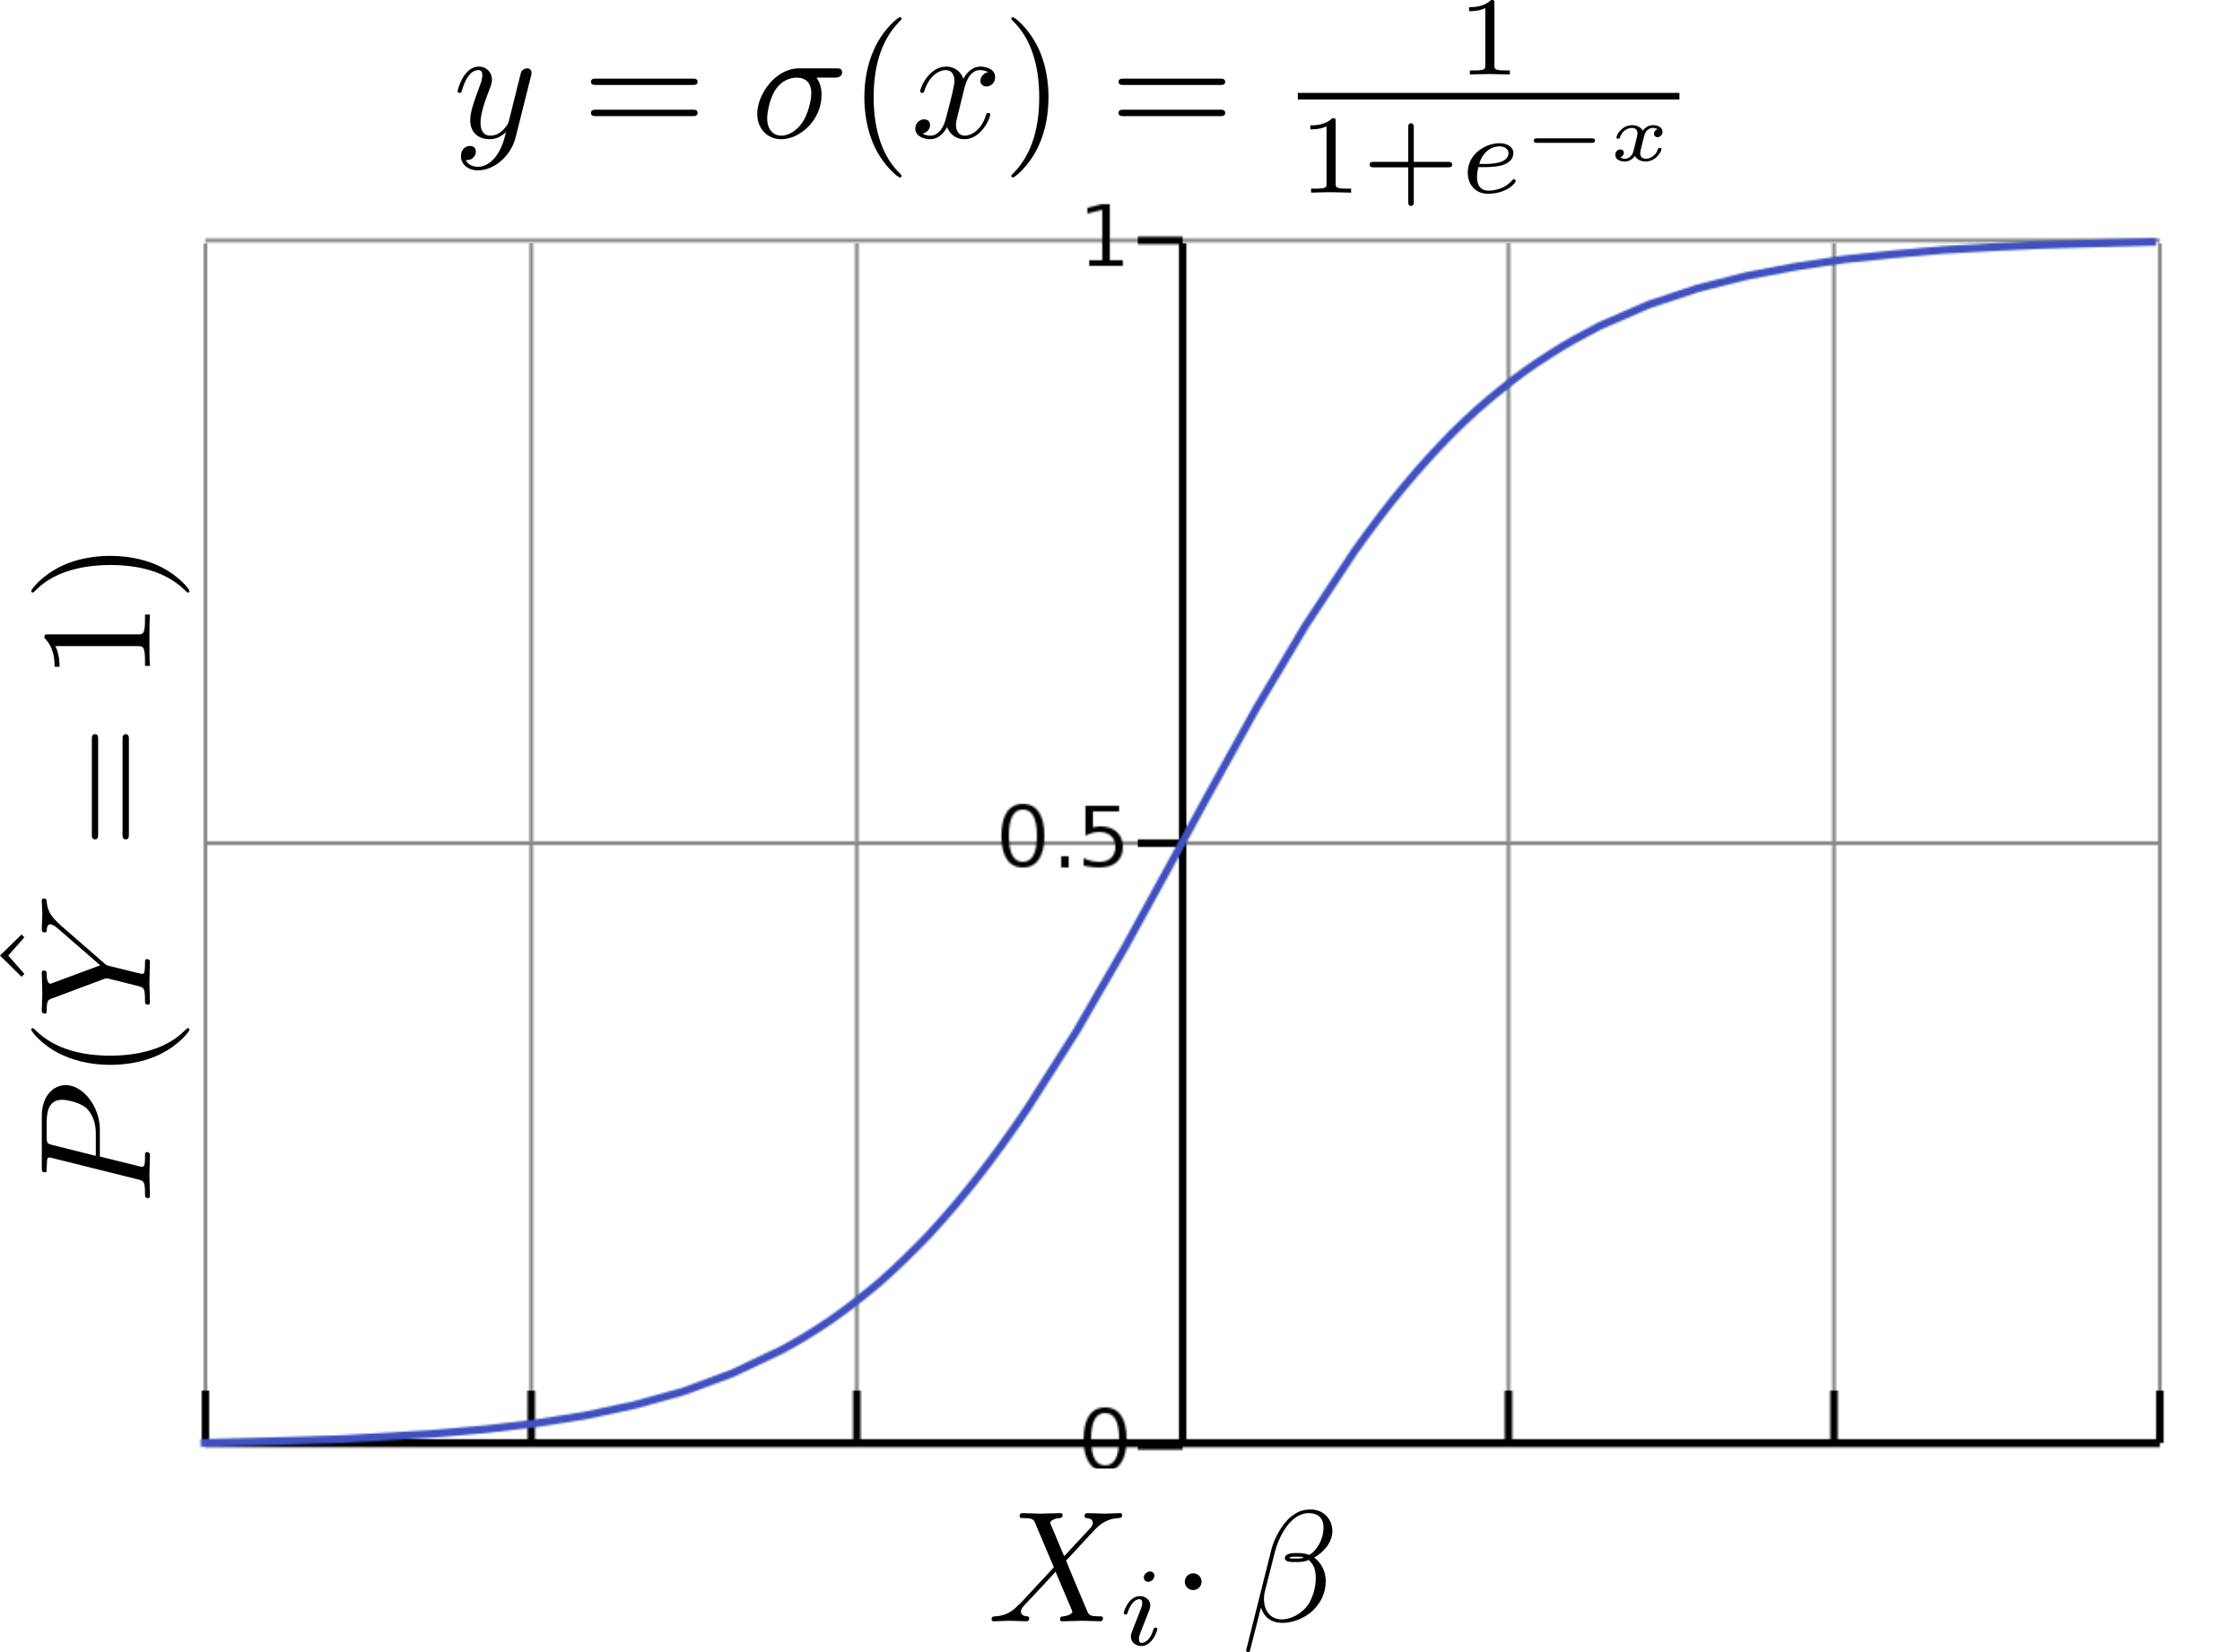 y = σ(x) = 1/(1+e^{−x})
1
P(Ŷ = 1)
0.5
0
X_i · β